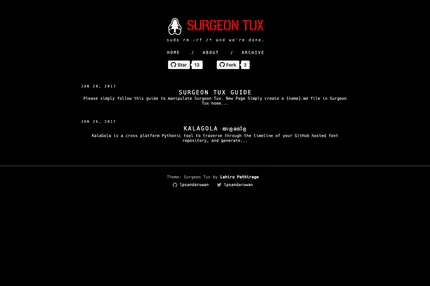 SURGEON TUX
sudo rm -rf /* and we're done.
HOME / ABOUT / ARCHIVE
Star 13 Fork 3
JAN 28, 2017
SURGEON TUX GUIDE
Please simply follow this guide to manipulate Surgeon Tux. New Page Simply create a {name}.md file in Surgeon
Tux home...
JAN 26, 2017
KALAGOLA
KalaGola is a cross platform Pythonic tool to traverse through the timeline of your GitHub hosted font
repository, and generate...
Theme: Surgeon Tux by Lahiru Pathirage
lpsandaruwan lpsandaruwan